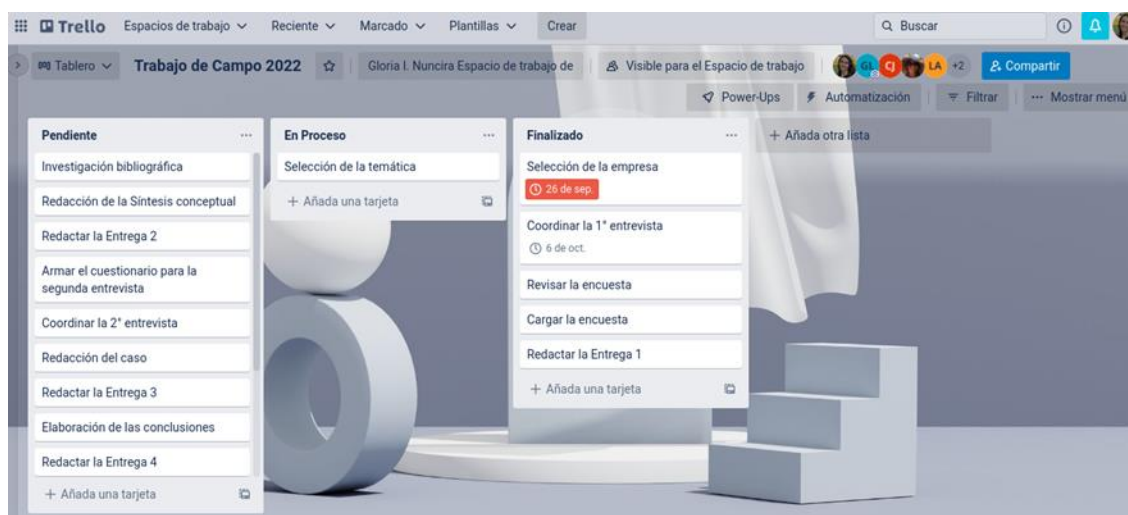 Trello Espacios de trabajo Reciente Marcado Plantillas Crear Buscar
Tablero Trabajo de Campo 2022 Gloria I. Nuncira Espacio de trabajo de Visible para el Espacio de trabajo GL CJ LA +2 Compartir
Power-Ups Automatización Filtrar ... Mostrar menú
Pendiente ...
Investigación bibliográfica
Redacción de la Síntesis conceptual
Redactar la Entrega 2
Armar el cuestionario para la
segunda entrevista
Coordinar la 2° entrevista
Redacción del caso
Redactar la Entrega 3
Elaboración de las conclusiones
Redactar la Entrega 4
+ Añada una tarjeta
En Proceso ...
Selección de la temática
+ Añada una tarjeta
Finalizado ...
Selección de la empresa
26 de sep.
Coordinar la 1° entrevista
6 de oct.
Revisar la encuesta
Cargar la encuesta
Redactar la Entrega 1
+ Añada una tarjeta
+ Añada otra lista